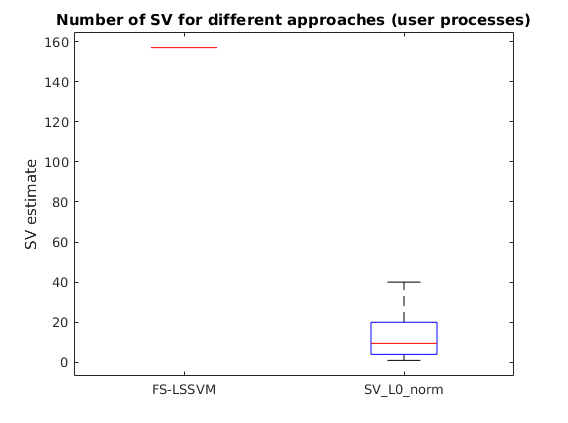 Number of SV for different approaches (user processes)
160
140
120
100
80
60
40
20
0
SV estimate
FS-LSSVM
SV_L0_norm